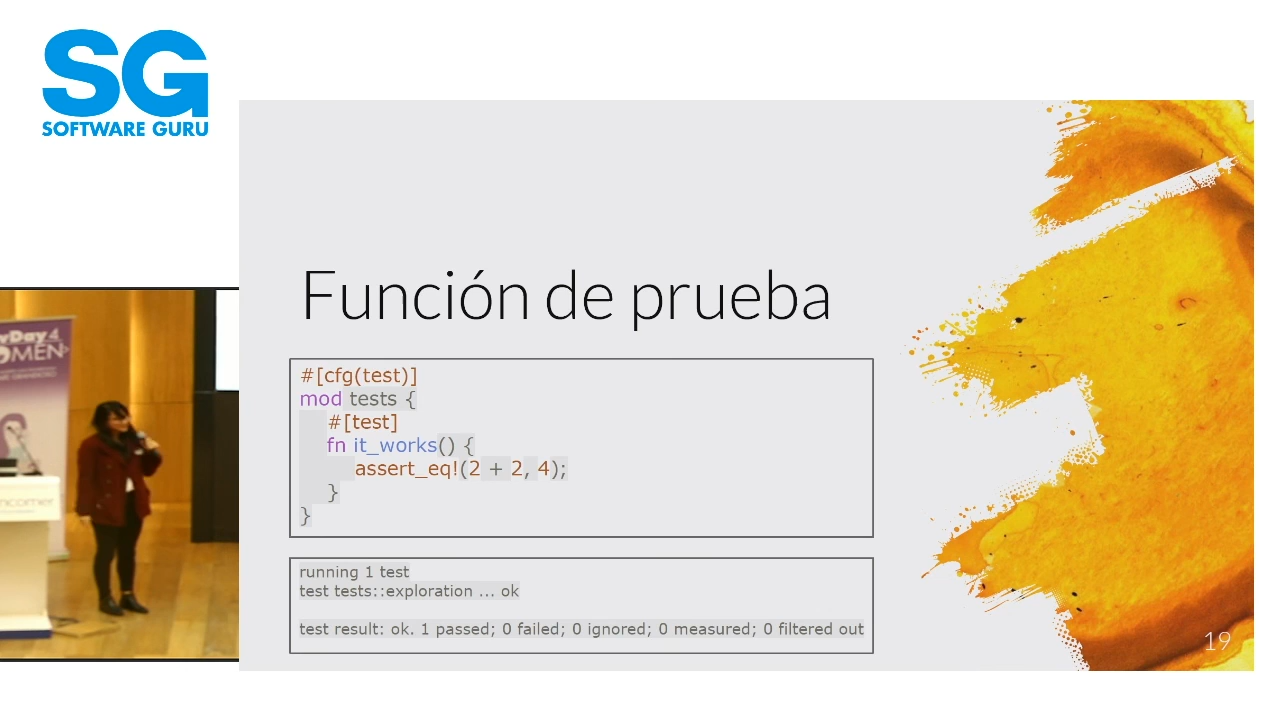 SG
SOFTWARE GURU
Función de prueba
#[cfg(test)]
mod tests {
#[test]
fn it_works() {
assert_eq!(2 + 2, 4);
}
}
running 1 test
test tests::exploration ... ok
test result: ok. 1 passed; 0 failed; 0 ignored; 0 measured; 0 filtered out
19